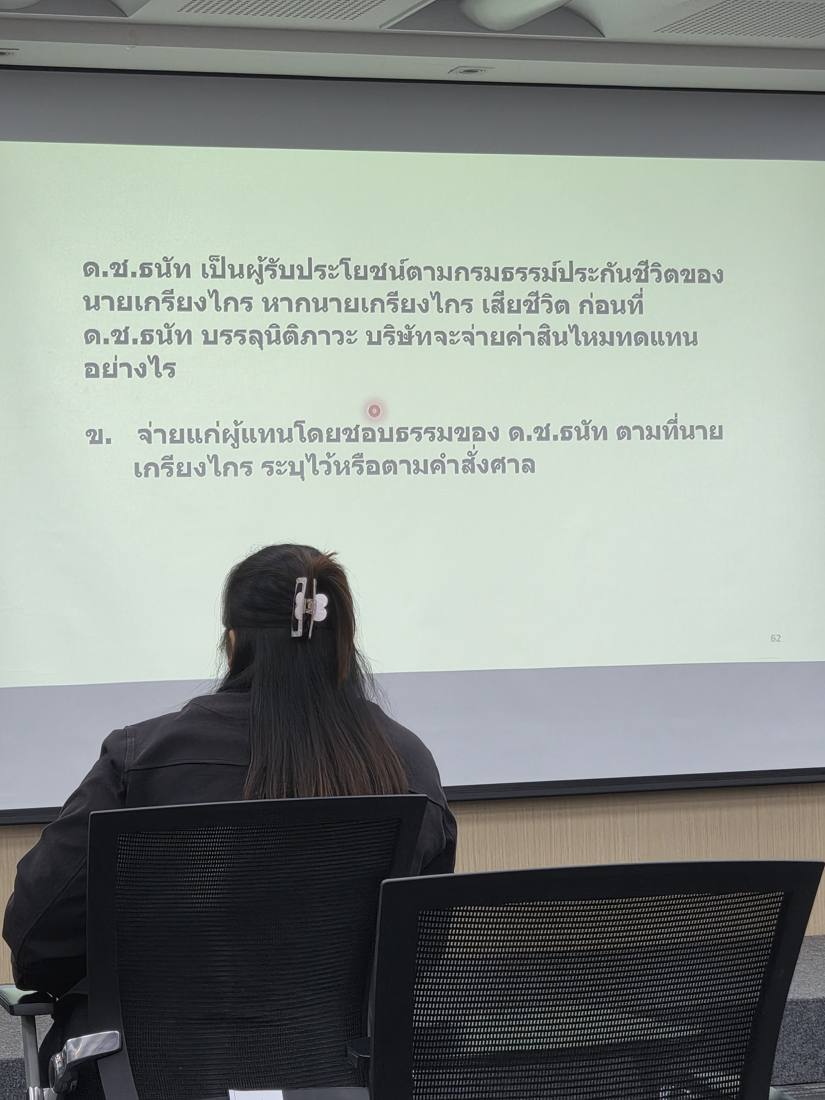 ด.ช.ธนัท เป็นผู้รับประโยชน์ตามกรมธรรม์ประกันชีวิตของ
นายเกรียงไกร หากนายเกรียงไกร เสียชีวิต ก่อนที่
ด.ช.ธนัท บรรลุนิติภาวะ บริษัทจะจ่ายค่าสินไหมทดแทน
อย่างไร
ข. จ่ายแก่ผู้แทนโดยชอบธรรมของ ด.ช.ธนัท ตามที่นาย
เกรียงไกร ระบุไว้หรือตามคำสั่งศาล
62